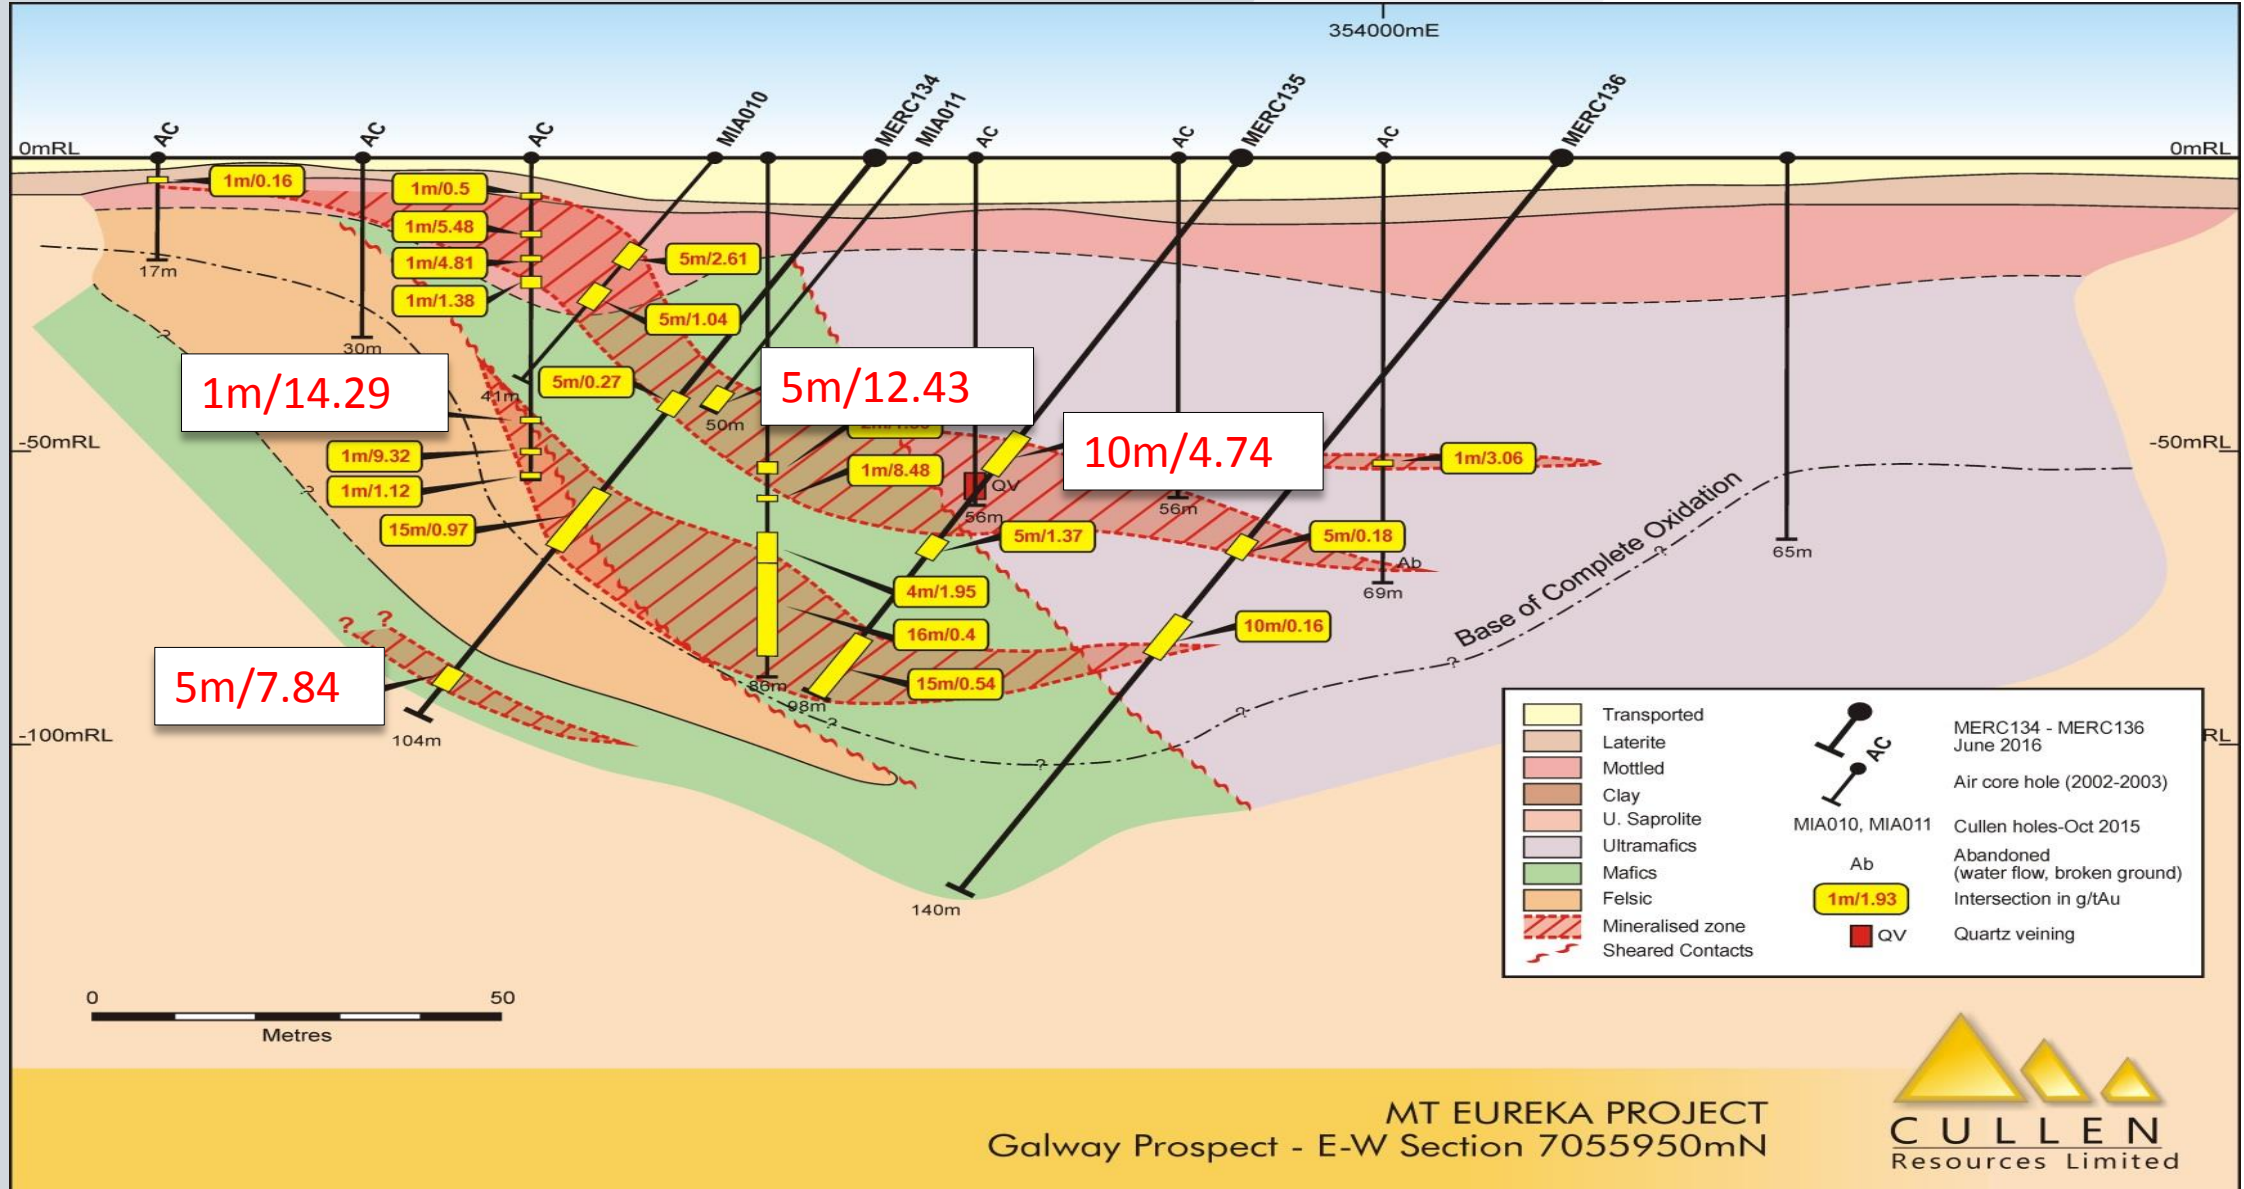 354000mE
AC
AC
AC
MIA010
MERC134
MIA011
AC
AC
MERC135
AC
MERC136
0mRL
0mRL
1m/0.16
1m/0.5
1m/5.48
1m/4.81
1m/1.38
5m/2.61
5m/1.04
17m
30m
41m
1m/14.29
5m/0.27
5m/12.43
50m
10m/4.74
-50mRL
-50mRL
1m/9.32
1m/8.48
1m/3.06
1m/1.12
QV
56m
56m
15m/0.97
5m/1.37
5m/0.18
Ab
65m
69m
4m/1.95
16m/0.4
10m/0.16
Base of Complete Oxidation
5m/7.84
86m
15m/0.54
98m
-100mRL
RL
104m
140m
? ? ? ? ? ? ? ? ?
Transported
Laterite
Mottled
Clay
U. Saprolite
Ultramafics
Mafics
Felsic
Mineralised zone
Sheared Contacts
MERC134 - MERC136
June 2016
AC
Air core hole (2002-2003)
MIA010, MIA011 Cullen holes-Oct 2015
Ab Abandoned
(water flow, broken ground)
1m/1.93 Intersection in g/tAu
QV Quartz veining
0 50
Metres
MT EUREKA PROJECT
Galway Prospect - E-W Section 7055950mN
CULLEN
Resources Limited